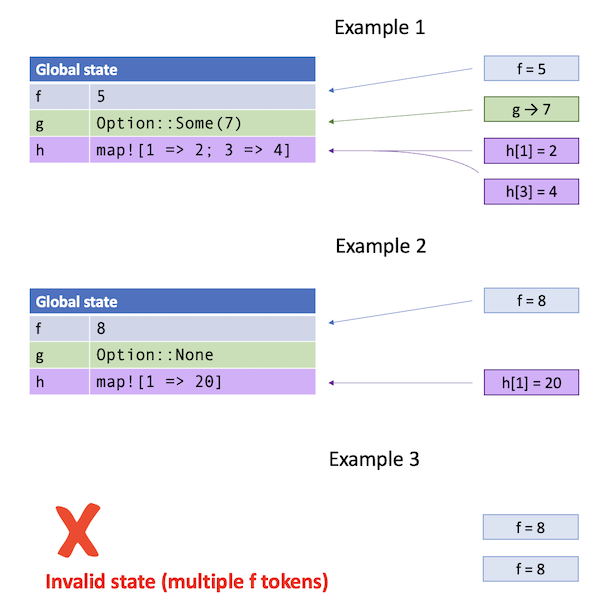 Example 1
Global state
f 5
g Option::Some(7)
h map![1 => 2; 3 => 4]
f = 5
g → 7
h[1] = 2
h[3] = 4
Example 2
Global state
f 8
g Option::None
h map![1 => 20]
f = 8
h[1] = 20
Example 3
Invalid state (multiple f tokens)
f = 8
f = 8